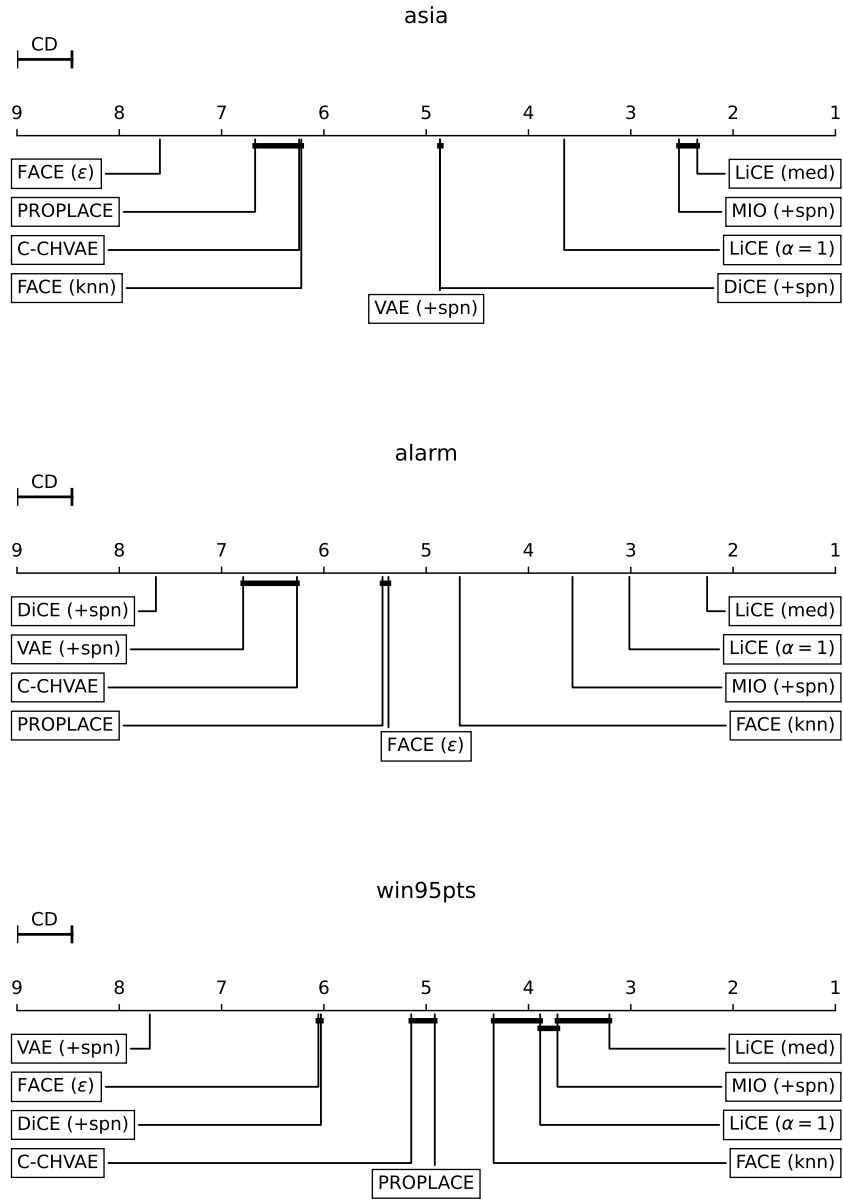 asia
CD
9 8 7 6 5 4 3 2 1
FACE (ε) LiCE (med)
PROPLACE MIO (+spn)
C-CHVAE LiCE (α = 1)
FACE (knn) DiCE (+spn)
VAE (+spn)
alarm
CD
9 8 7 6 5 4 3 2 1
DiCE (+spn) LiCE (med)
VAE (+spn) LiCE (α = 1)
C-CHVAE MIO (+spn)
PROPLACE FACE (knn)
FACE (ε)
win95pts
CD
9 8 7 6 5 4 3 2 1
VAE (+spn) LiCE (med)
FACE (ε) MIO (+spn)
DiCE (+spn) LiCE (α = 1)
C-CHVAE FACE (knn)
PROPLACE